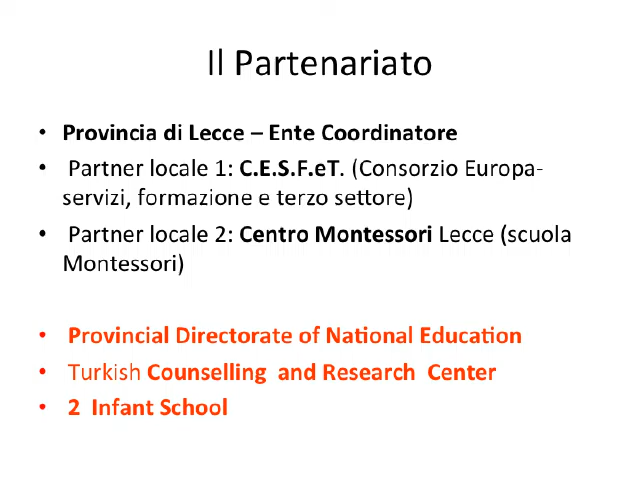 Il Partenariato
• Provincia di Lecce – Ente Coordinatore
• Partner locale 1: C.E.S.F.eT. (Consorzio Europa-
servizi, formazione e terzo settore)
• Partner locale 2: Centro Montessori Lecce (scuola
Montessori)
• Provincial Directorate of National Education
• Turkish Counselling and Research Center
• 2 Infant School